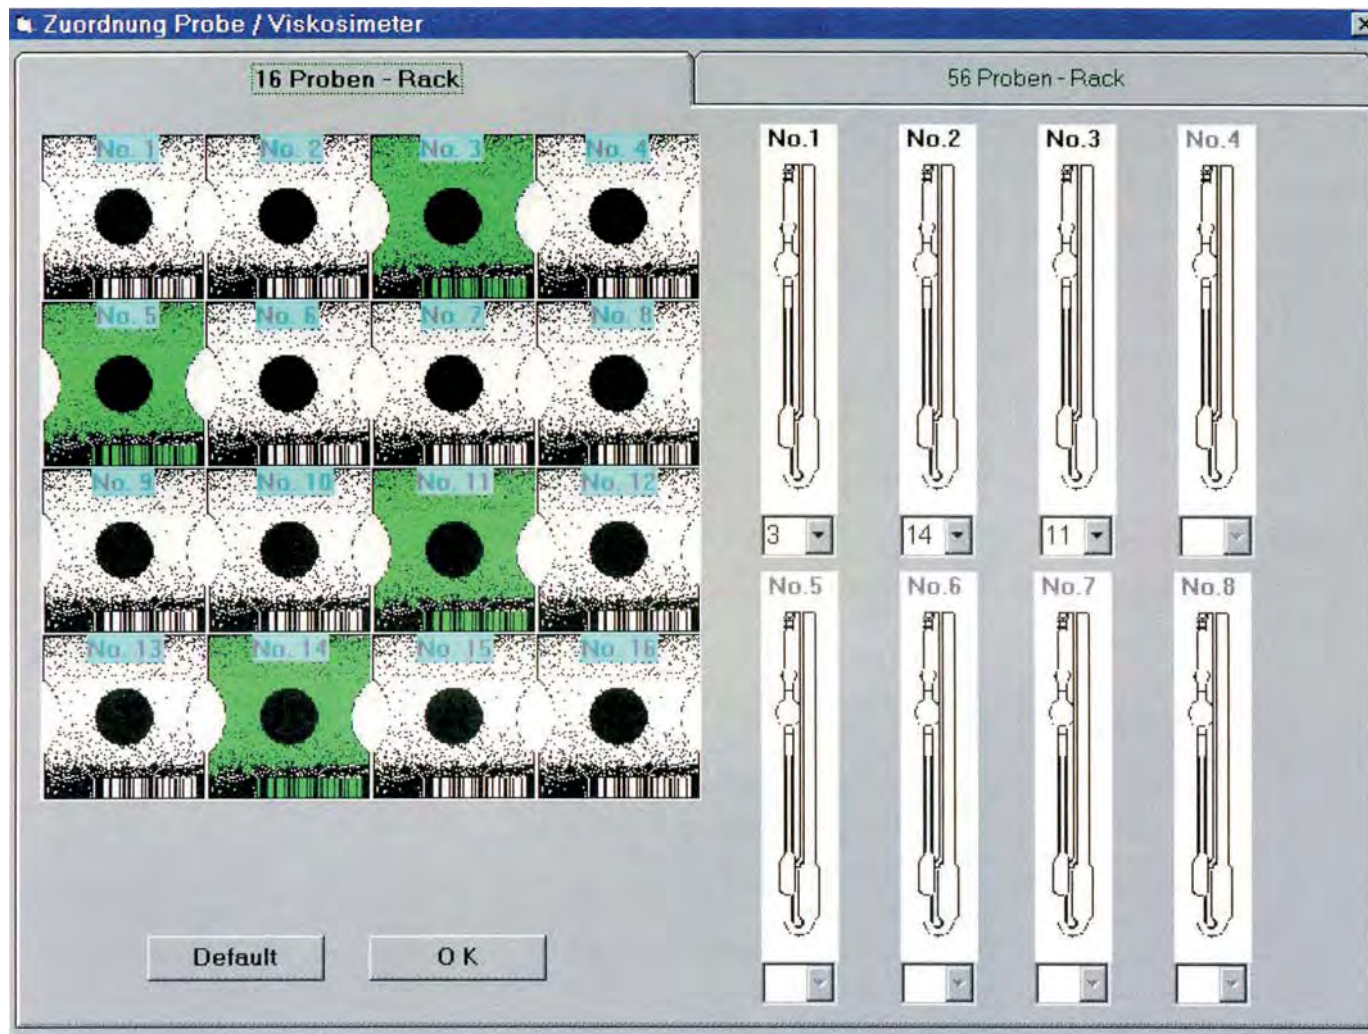 Zuordnung Probe / Viskosimeter
16 Proben - Rack
56 Proben - Rack
No. 1 No. 2 No. 3 No. 4
No. 5 No. 6 No. 7 No. 8
No. 9 No. 10 No. 11 No. 12
No. 13 No. 14 No. 15 No. 16
Default
O K
No.1 No.2 No.3 No.4
3 14 11
No.5 No.6 No.7 No.8